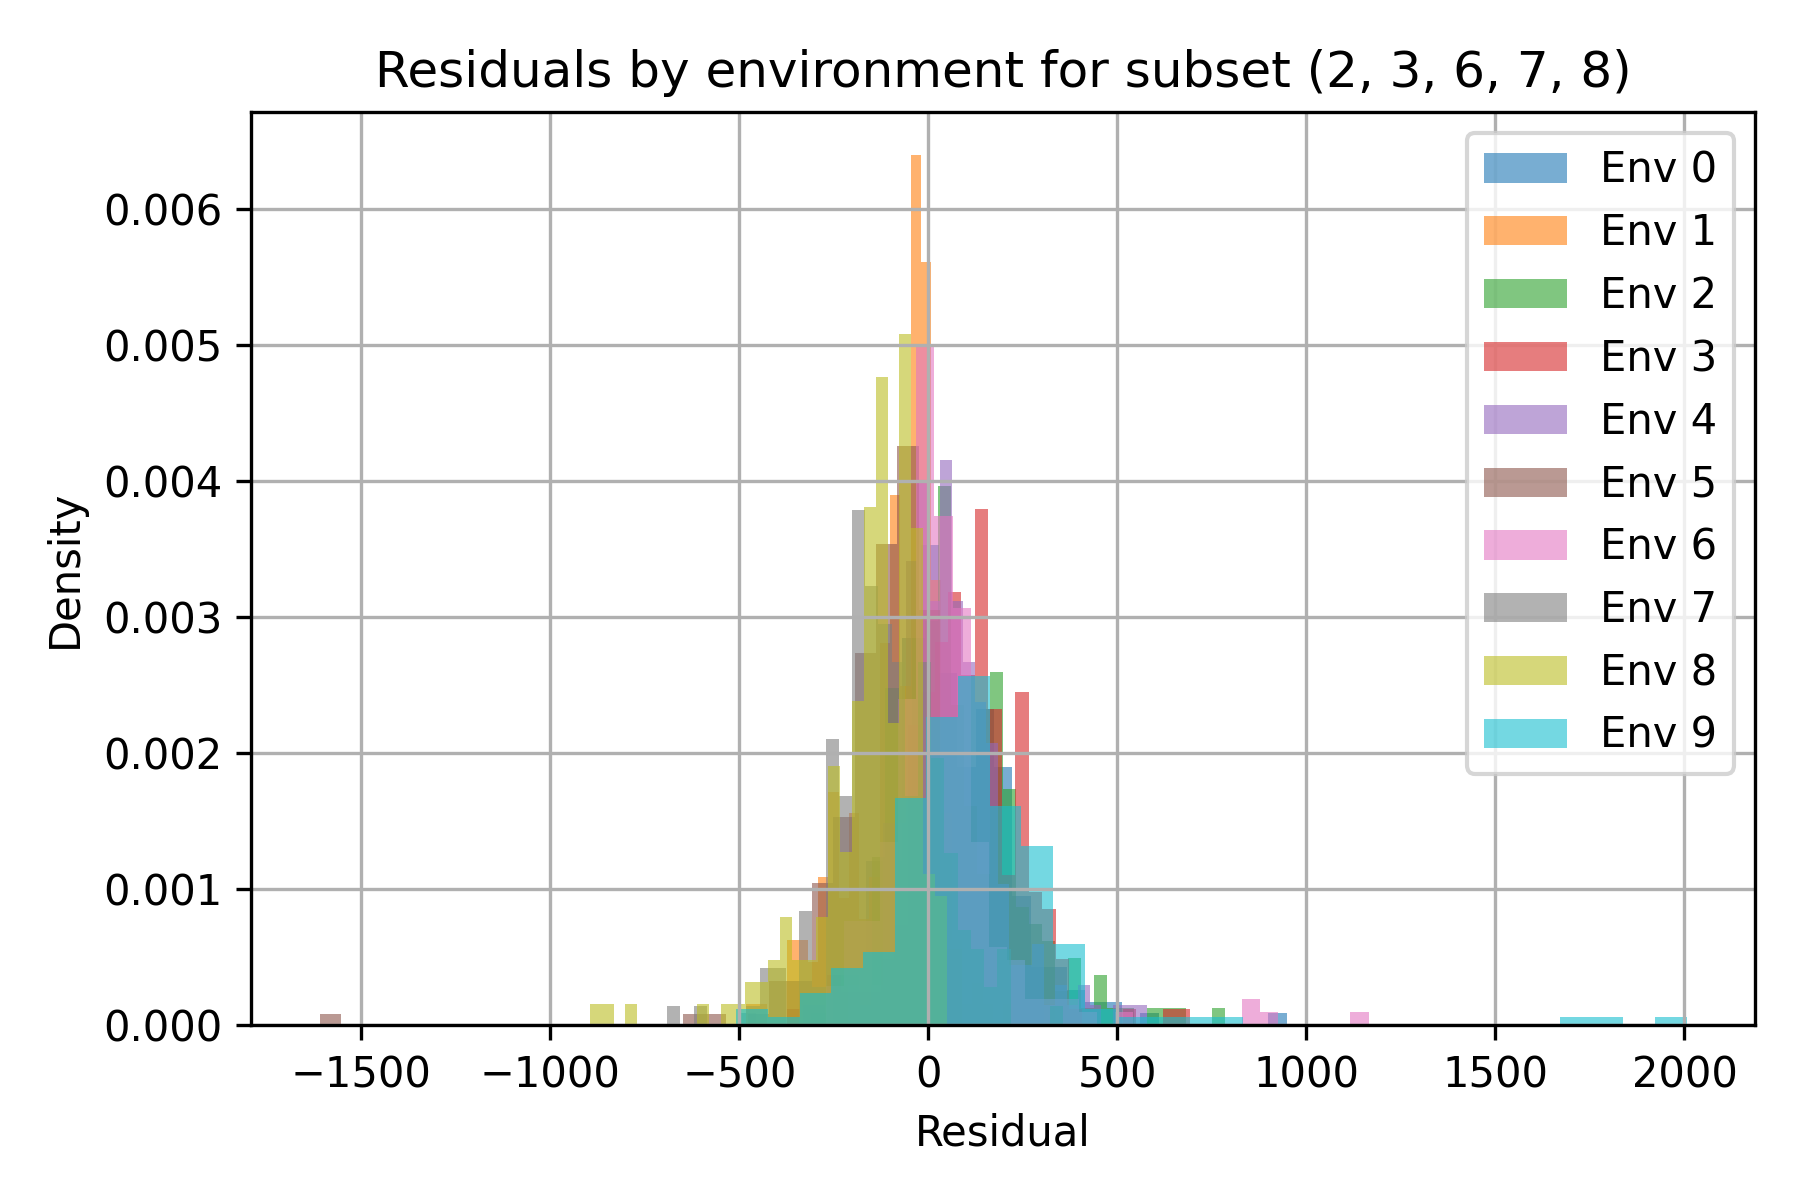 Residuals by environment for subset (2, 3, 6, 7, 8)
Env 0
Env 1
Env 2
Env 3
Env 4
Env 5
Env 6
Env 7
Env 8
Env 9
Density
0.006
0.005
0.004
0.003
0.002
0.001
0.000
−1500 −1000 −500 0 500 1000 1500 2000
Residual